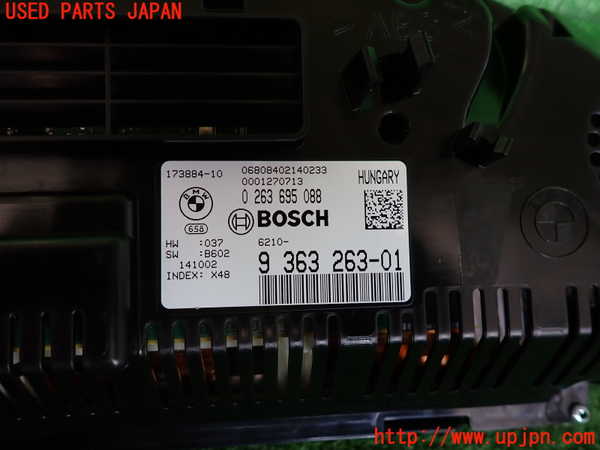 USED PARTS JAPAN
173884-10
06808402140233
0001270713
HUNGARY
0 263 695 088
BMW
658
BOSCH
HW :037
SW :B602
141002
INDEX: X48
6210-
9 363 263-01
http://www.upjpn.com/